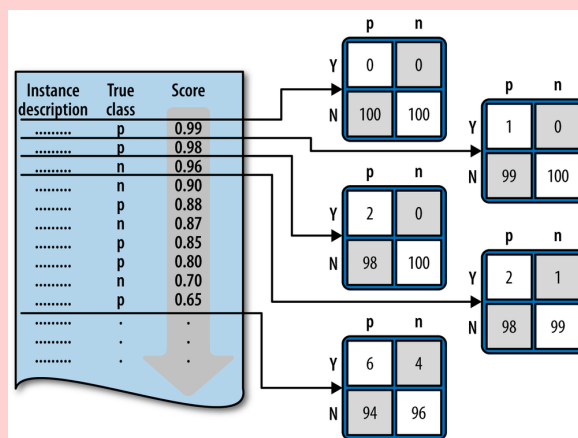 Instance description True class Score
......... p 0.99
......... p 0.98
......... n 0.96
......... n 0.90
......... p 0.88
......... n 0.87
......... p 0.85
......... p 0.80
......... n 0.70
......... p 0.65
......... . .
......... . .
......... . .
p n
Y 0 0
N 100 100
p n
Y 1 0
N 99 100
p n
Y 2 0
N 98 100
p n
Y 2 1
N 98 99
p n
Y 6 4
N 94 96